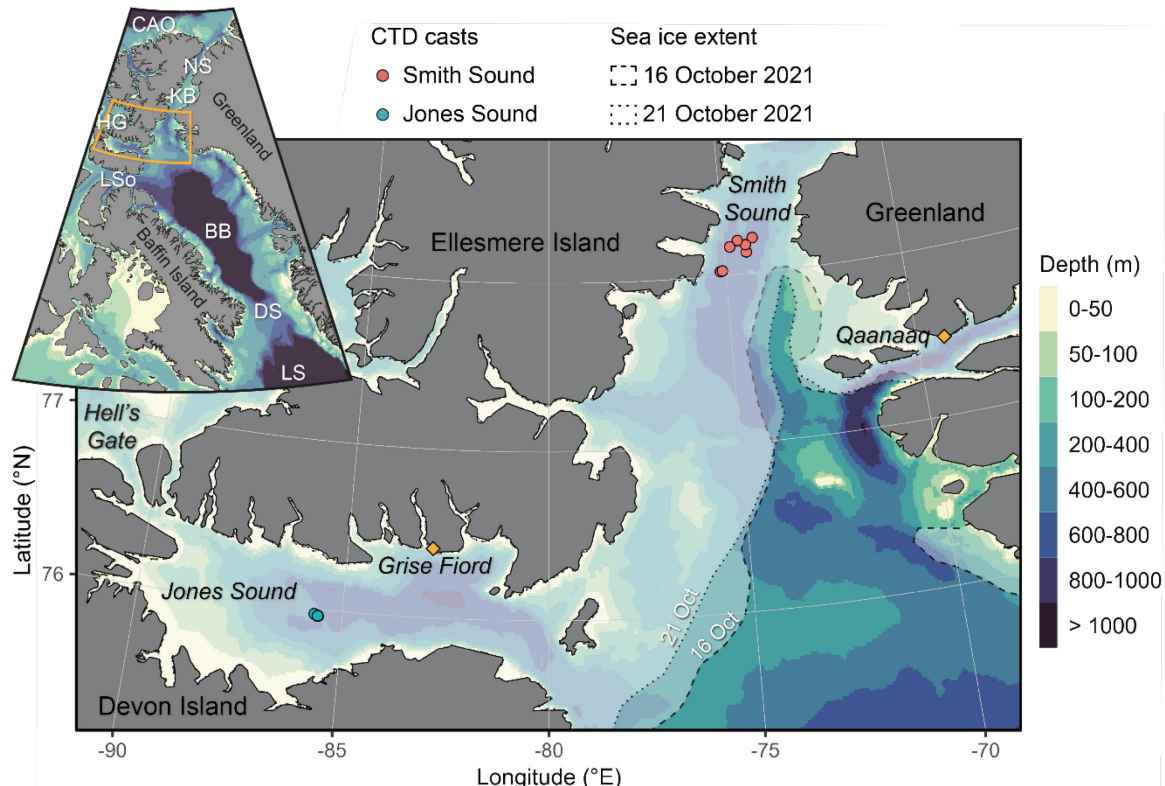 CAO
NS
KB
HG
Greenland
LSo
BB
Baffin Island
DS
LS
CTD casts
Smith Sound
Jones Sound
Sea ice extent
16 October 2021
21 October 2021
Smith
Sound
Ellesmere Island
Greenland
Qaanaaq
Hell's
Gate
Grise Fiord
Jones Sound
21 Oct
16 Oct
Devon Island
77
76
Latitude (°N)
-90
-85
-80
-75
-70
Longitude (°E)
Depth (m)
0-50
50-100
100-200
200-400
400-600
600-800
800-1000
> 1000